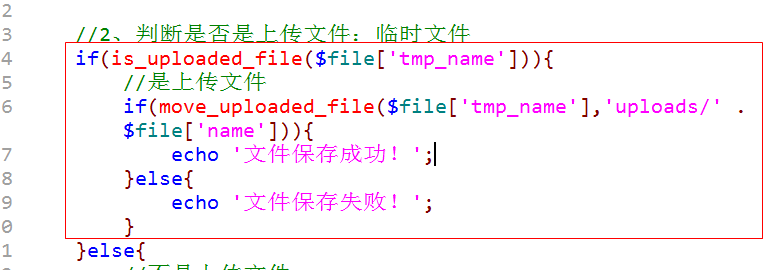 2
3 //2、判断是否是上传文件：临时文件
4 if(is_uploaded_file($file['tmp_name'])){
5 //是上传文件
6 if(move_uploaded_file($file['tmp_name'],'uploads/' .
$file['name'])){
7 echo '文件保存成功！';
8 }else{
9 echo '文件保存失败！';
0 }
1 }else{